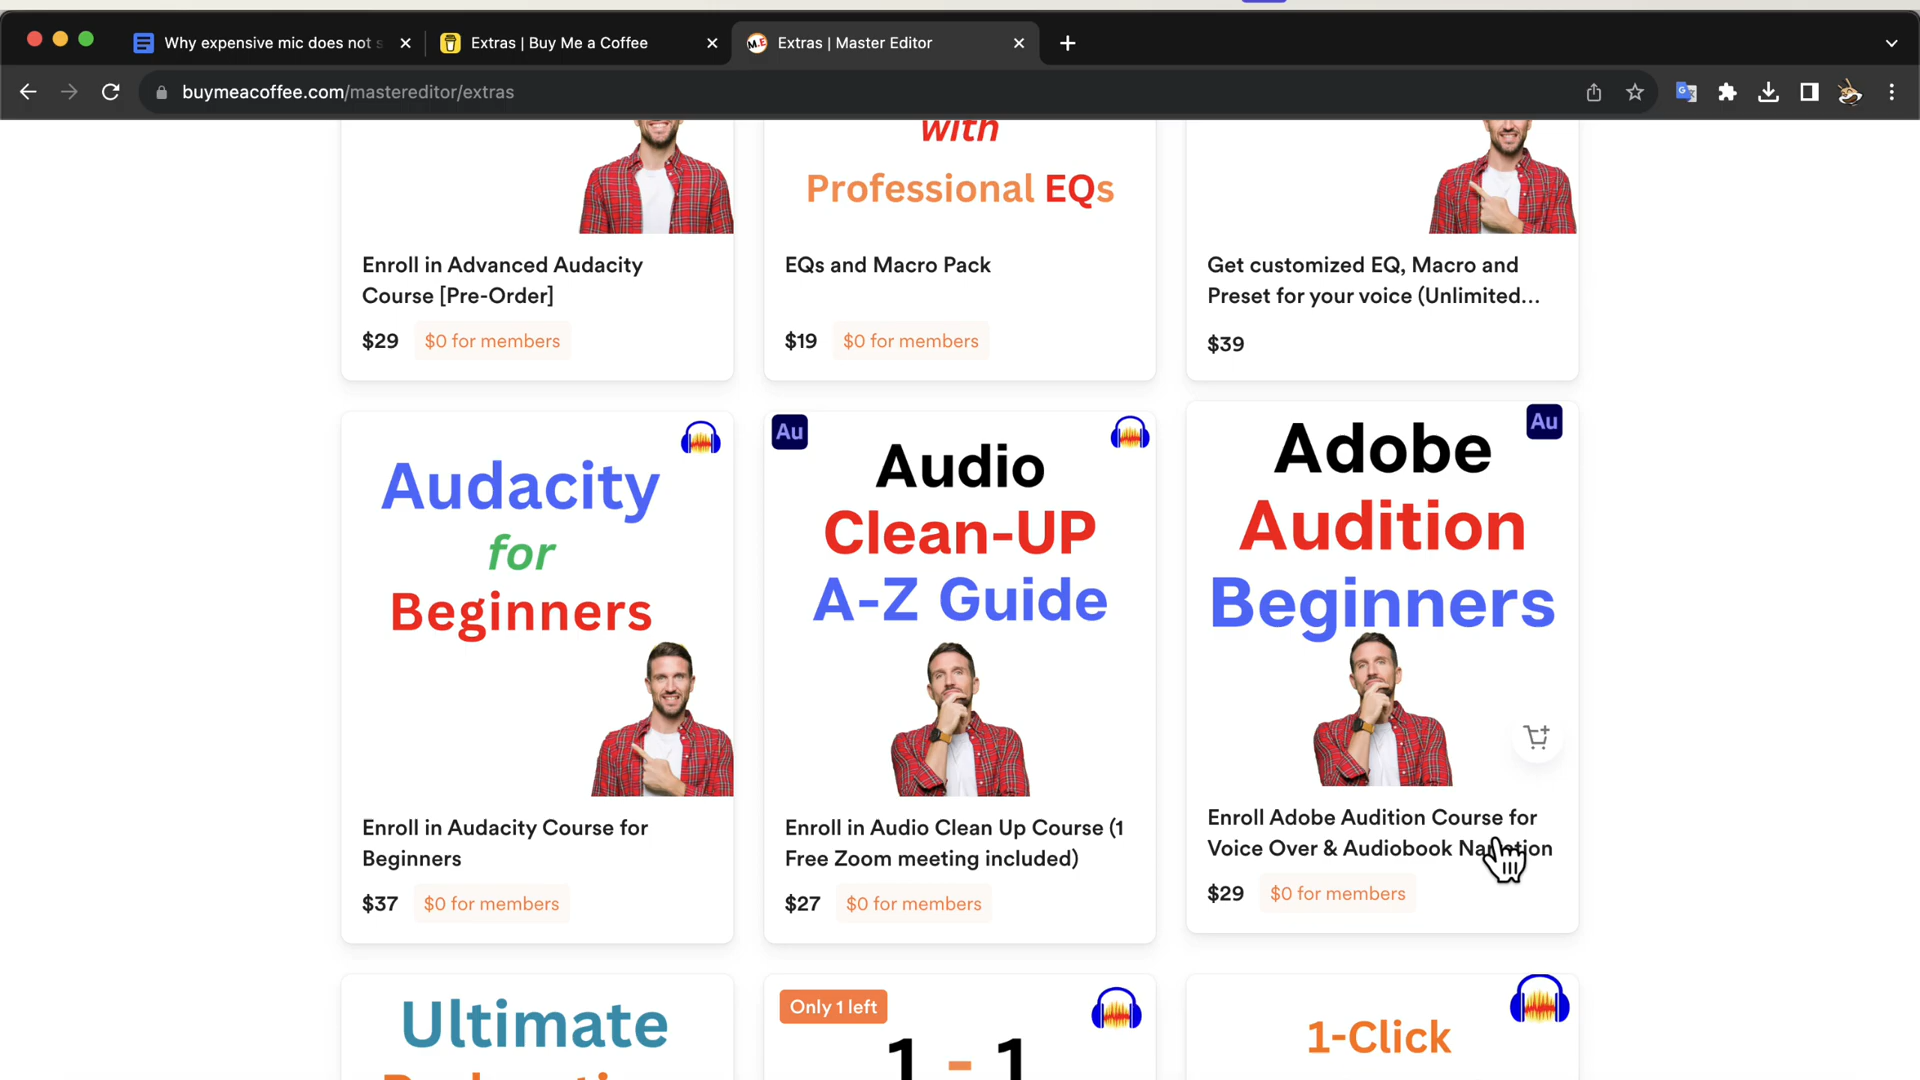 Why expensive mic does not s
Extras | Buy Me a Coffee
Extras | Master Editor
buymeacoffee.com/mastereditor/extras
with
Professional EQs
Enroll in Advanced Audacity
Course [Pre-Order]
$29 $0 for members
EQs and Macro Pack
$19 $0 for members
Get customized EQ, Macro and
Preset for your voice (Unlimited...
$39
Audacity
for
Beginners
Enroll in Audacity Course for
Beginners
$37 $0 for members
Au
Audio
Clean-UP
A-Z Guide
Enroll in Audio Clean Up Course (1
Free Zoom meeting included)
$27 $0 for members
Au
Adobe
Audition
Beginners
Enroll Adobe Audition Course for
Voice Over & Audiobook Narration
$29 $0 for members
Ultimate
Only 1 left
1 - 1
1-Click